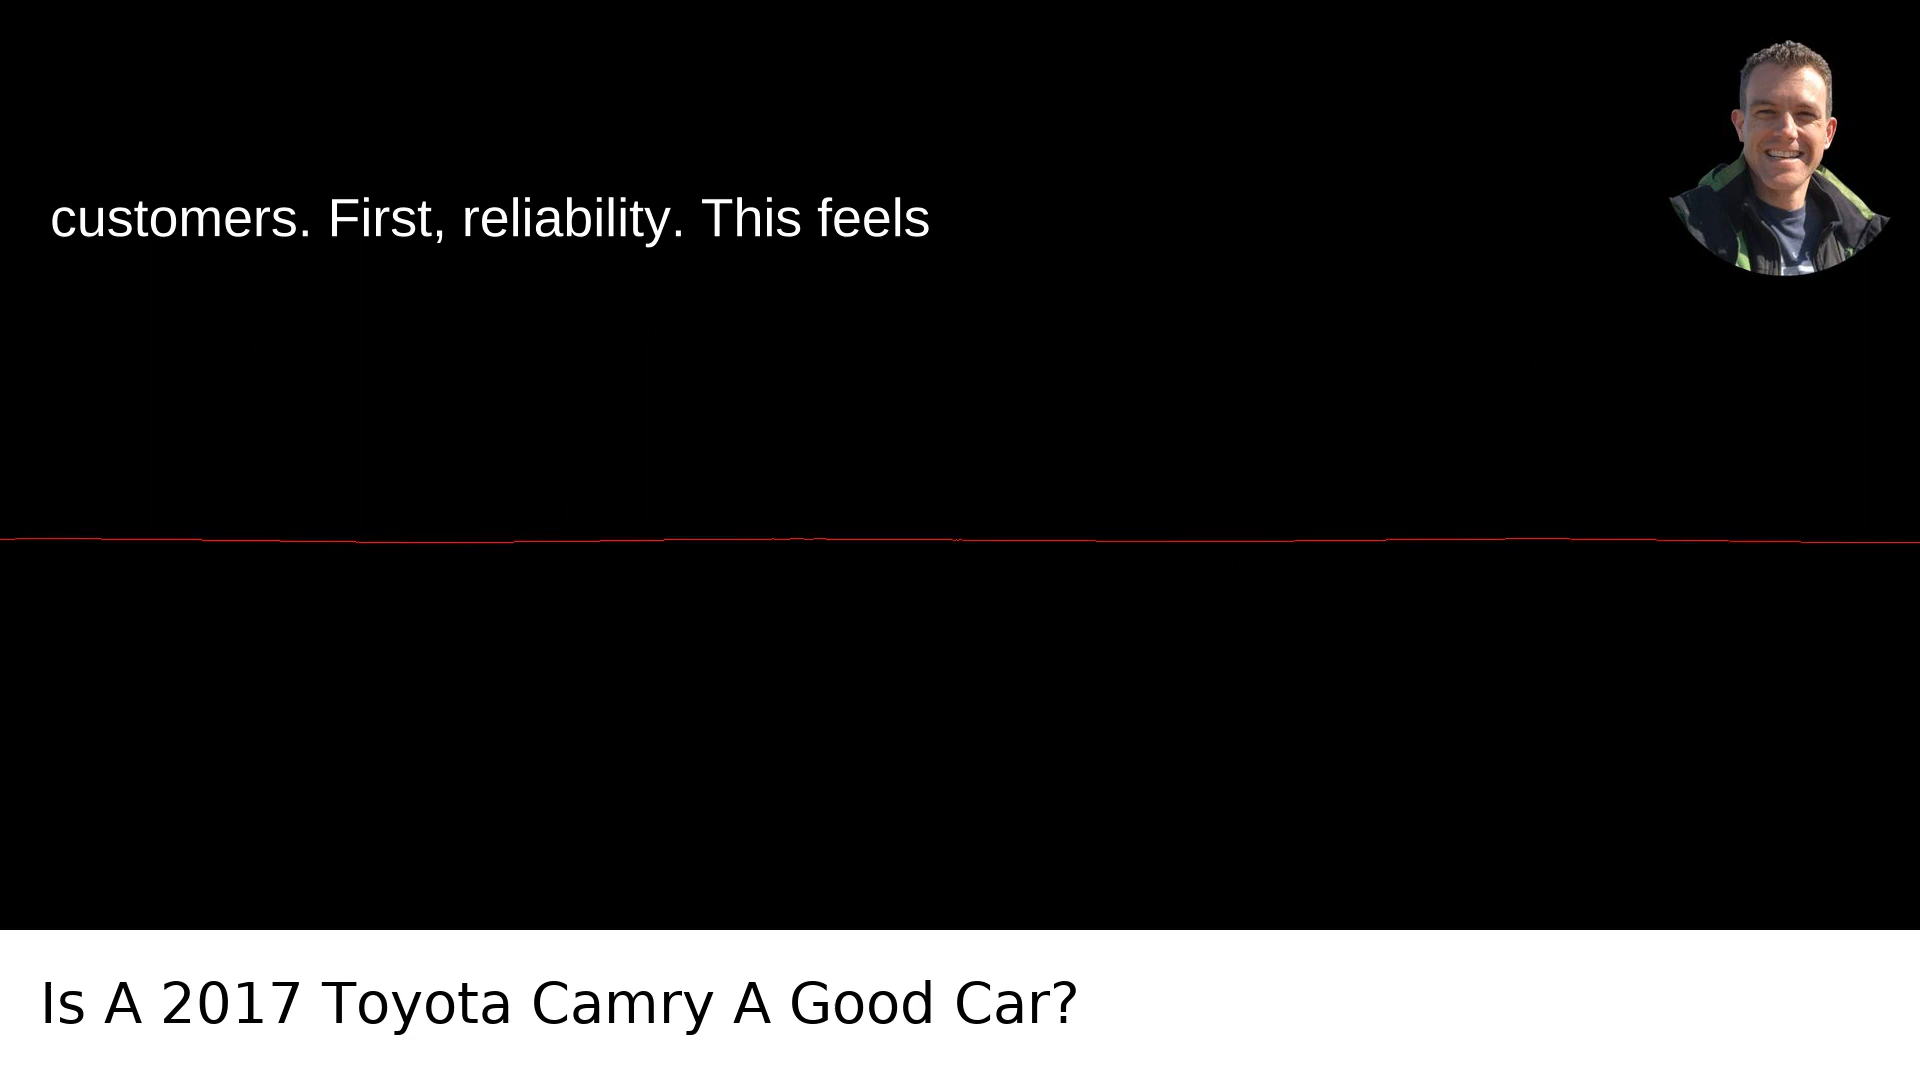 customers. First, reliability. This feels
Is A 2017 Toyota Camry A Good Car?